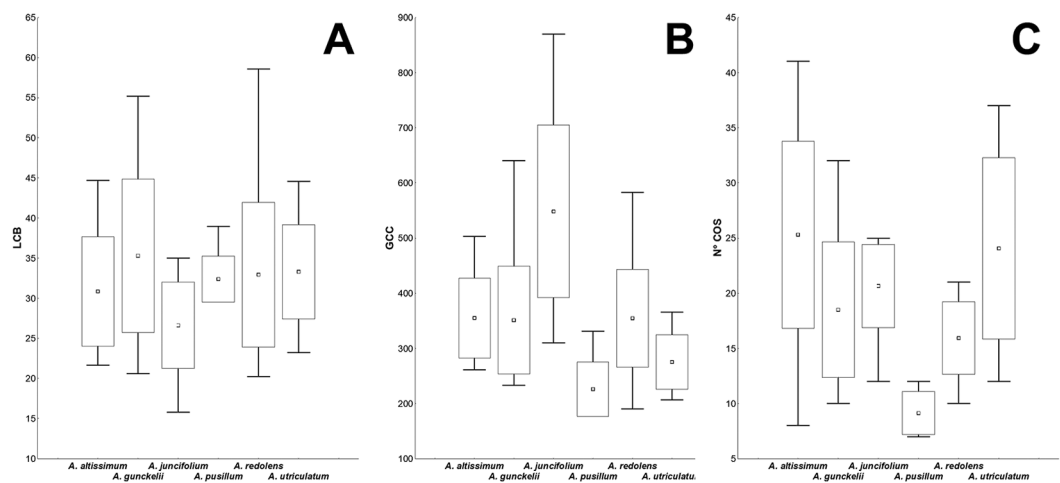 A
65
60
55
50
45
40
35
30
25
20
15
10
LCB
A. altissimum A. juncifolium A. redolens
A. gunckelii A. pusillum A. utriculatum
B
900
800
700
600
500
400
300
200
100
GCC
A. altissimum A. juncifolium A. redolens
A. gunckelii A. pusillum A. utriculatum
C
45
40
35
30
25
20
15
10
5
Nº COS
A. altissimum A. juncifolium A. redolens
A. gunckelii A. pusillum A. utriculatum